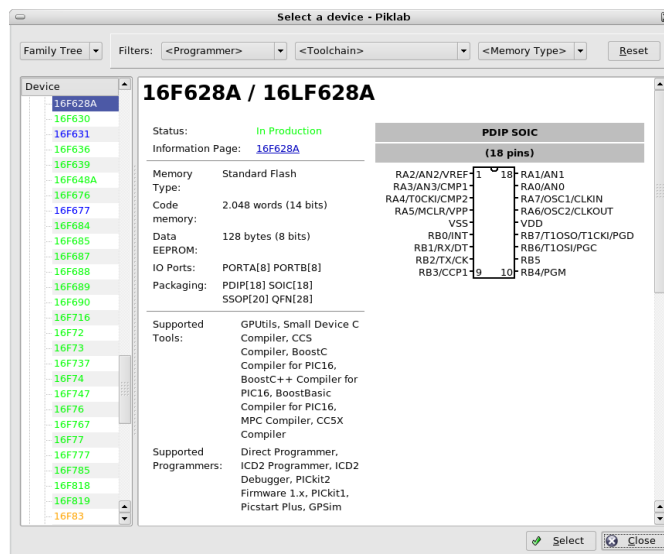 Select a device - Piklab
Family Tree Filters: <Programmer> <Toolchain> <Memory Type> Reset
Device
16F628A
16F630
16F631
16F636
16F639
16F648A
16F676
16F677
16F684
16F685
16F687
16F688
16F689
16F690
16F716
16F72
16F73
16F737
16F74
16F747
16F76
16F767
16F77
16F777
16F785
16F818
16F819
16F83
16F628A / 16LF628A
Status: In Production
Information Page: 16F628A
Memory Standard Flash
Type:
Code 2.048 words (14 bits)
memory:
Data 128 bytes (8 bits)
EEPROM:
IO Ports: PORTA[8] PORTB[8]
Packaging: PDIP[18] SOIC[18]
SSOP[20] QFN[28]
Supported GPUtils, Small Device C
Tools: Compiler, CCS
Compiler, BoostC
Compiler for PIC16,
BoostC++ Compiler for
PIC16, BoostBasic
Compiler for PIC16,
MPC Compiler, CC5X
Compiler
Supported Direct Programmer,
Programmers: ICD2 Programmer, ICD2
Debugger, PICkit2
Firmware 1.x, PICkit1,
Picstart Plus, GPSim
PDIP SOIC
(18 pins)
RA2/AN2/VREF 1 18 RA1/AN1
RA3/AN3/CMP1 RA0/AN0
RA4/T0CKI/CMP2 RA7/OSC1/CLKIN
RA5/MCLR/VPP RA6/OSC2/CLKOUT
VSS VDD
RB0/INT RB7/T1OSO/T1CKI/PGD
RB1/RX/DT RB6/T1OSI/PGC
RB2/TX/CK RB5
RB3/CCP1 9 10 RB4/PGM
Select Close